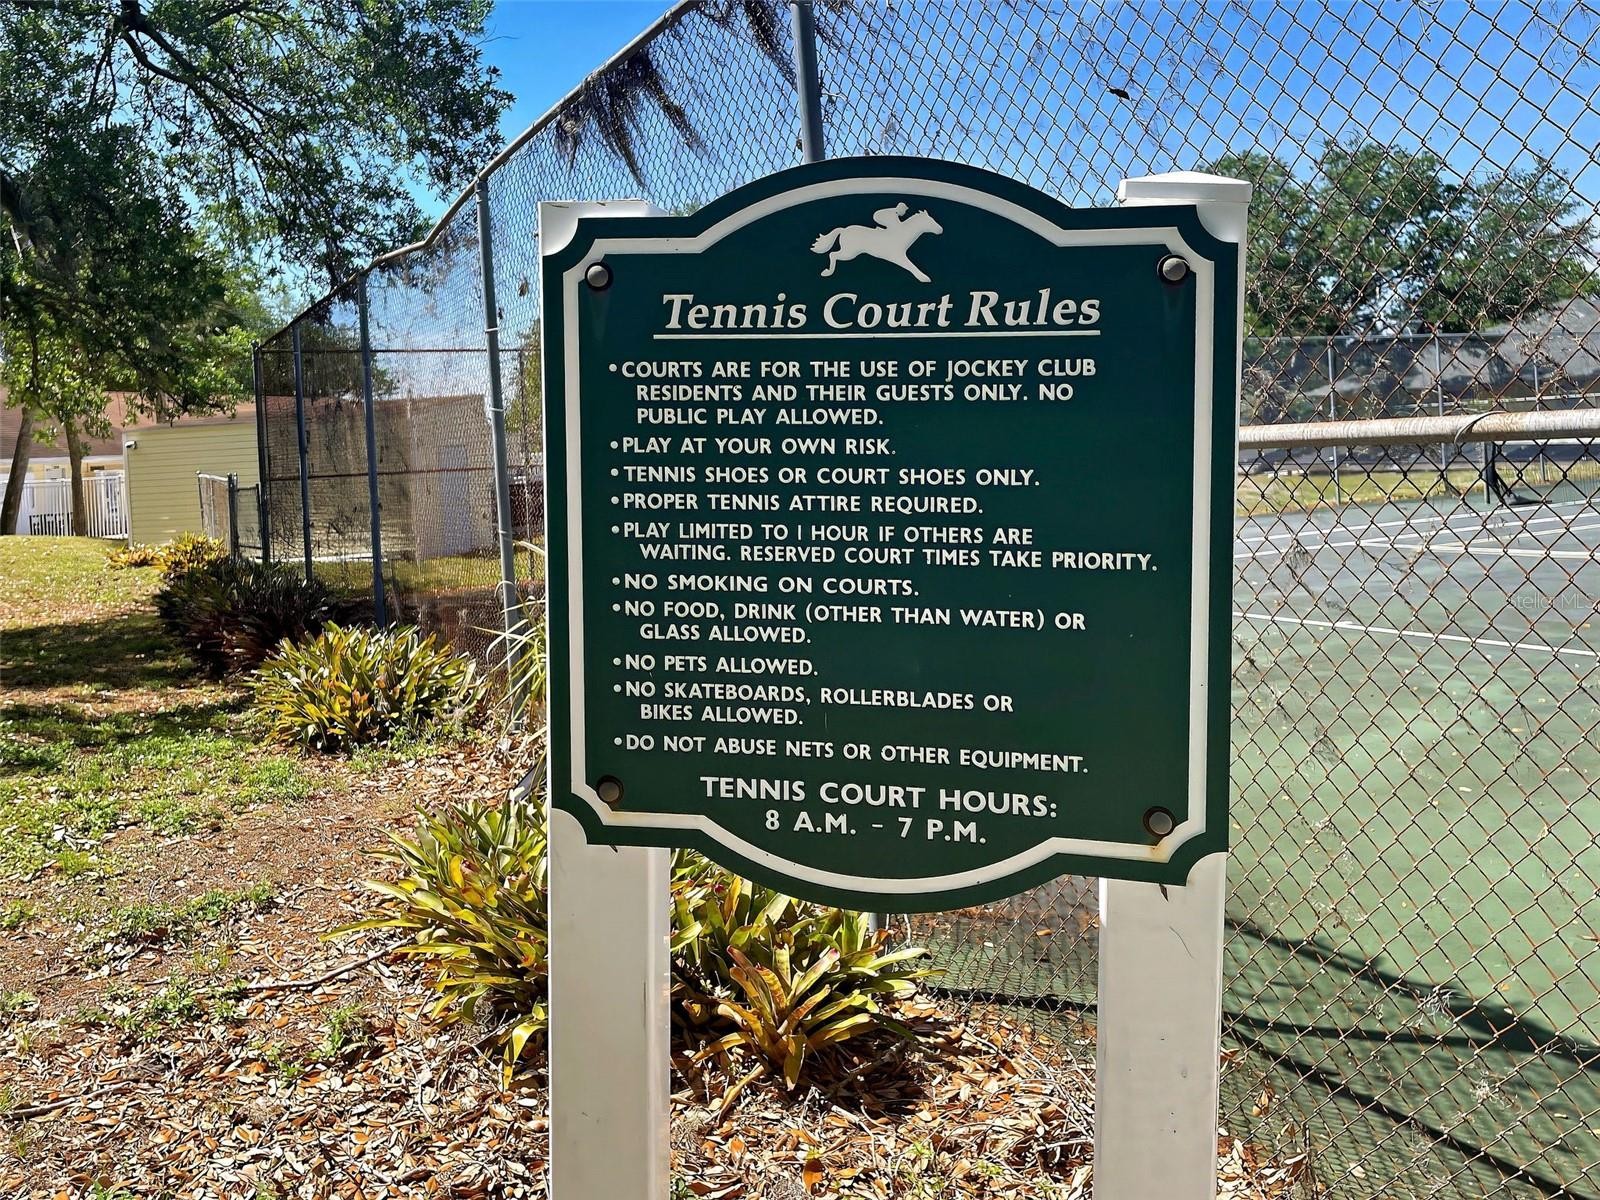 Tennis Court Rules
• COURTS ARE FOR THE USE OF JOCKEY CLUB
RESIDENTS AND THEIR GUESTS ONLY. NO
PUBLIC PLAY ALLOWED.
• PLAY AT YOUR OWN RISK.
• TENNIS SHOES OR COURT SHOES ONLY.
• PROPER TENNIS ATTIRE REQUIRED.
• PLAY LIMITED TO 1 HOUR IF OTHERS ARE
WAITING. RESERVED COURT TIMES TAKE PRIORITY.
• NO SMOKING ON COURTS.
• NO FOOD, DRINK (OTHER THAN WATER) OR
GLASS ALLOWED.
• NO PETS ALLOWED.
• NO SKATEBOARDS, ROLLERBLADES OR
BIKES ALLOWED.
• DO NOT ABUSE NETS OR OTHER EQUIPMENT.
TENNIS COURT HOURS:
8 A.M. - 7 P.M.
Stellar MLS